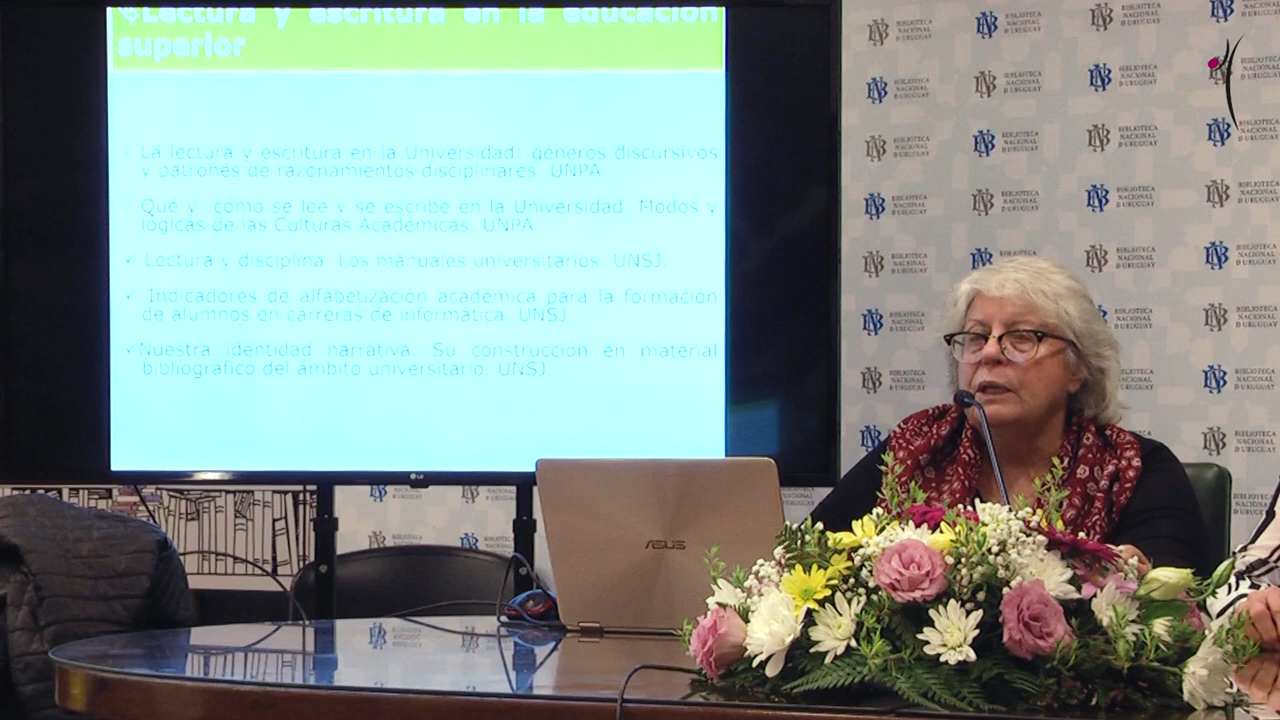 Lectura y escritura en la educación
superior
La lectura y escritura en la Universidad: géneros discursivos
y patrones de razonamientos disciplinares. UNPA
Qué y cómo se lee y se escribe en la Universidad. Modos y
lógicas de las Culturas Académicas. UNPA
✓ Lectura y disciplina. Los manuales universitarios. UNSJ.
✓ Indicadores de alfabetización académica para la formación
de alumnos en carreras de informática. UNSJ.
✓Nuestra identidad narrativa. Su construcción en material
bibliográfico del ámbito universitario. UNSJ
LG
ASUS
BIBLIOTECA
NACIONAL
D URUGUAY